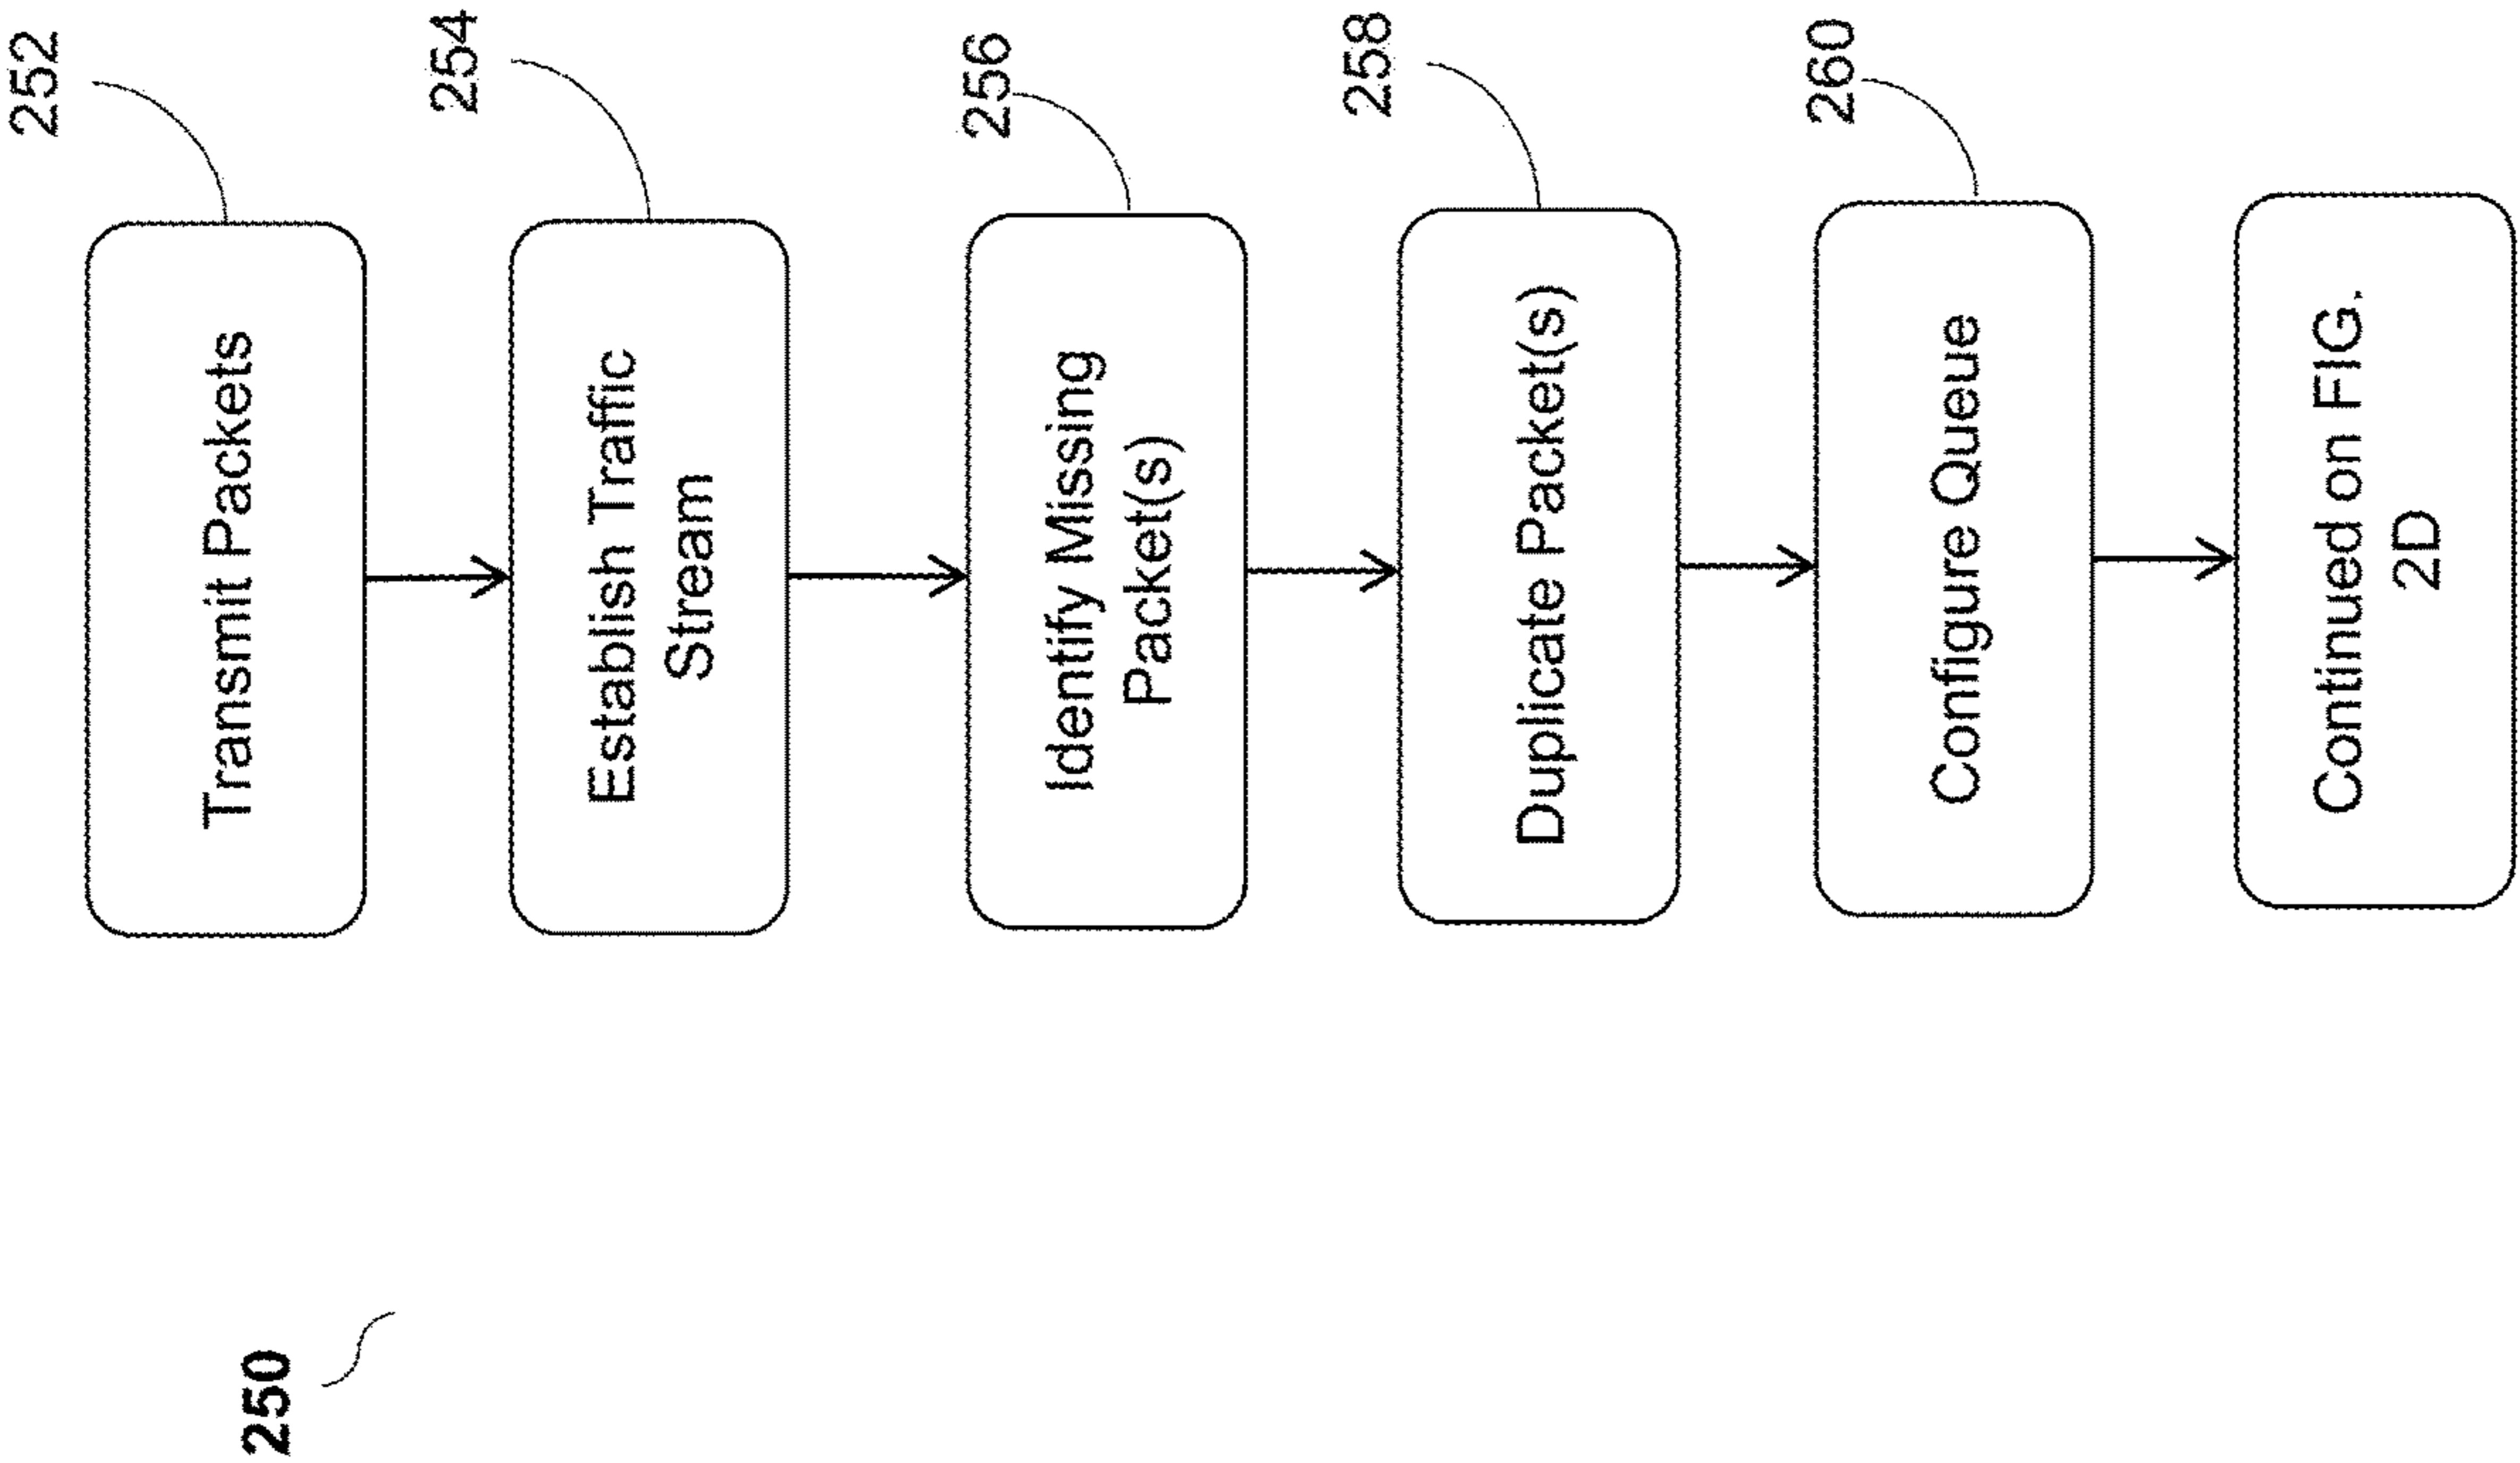 250
252
Transmit Packets
254
Establish Traffic
Stream
256
Identify Missing
Packet(s)
258
Duplicate Packet(s)
260
Configure Queue
Continued on FIG.
2D